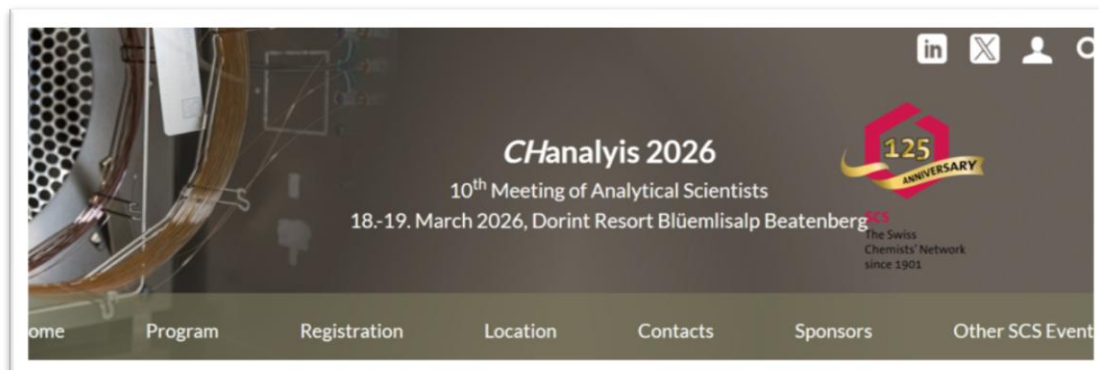 in X
CHanalyis 2026
10th Meeting of Analytical Scientists
18.-19. March 2026, Dorint Resort Blüemlisalp Beatenberg
125
ANNIVERSARY
SCS
The Swiss
Chemists' Network
since 1901
ome Program Registration Location Contacts Sponsors Other SCS Event